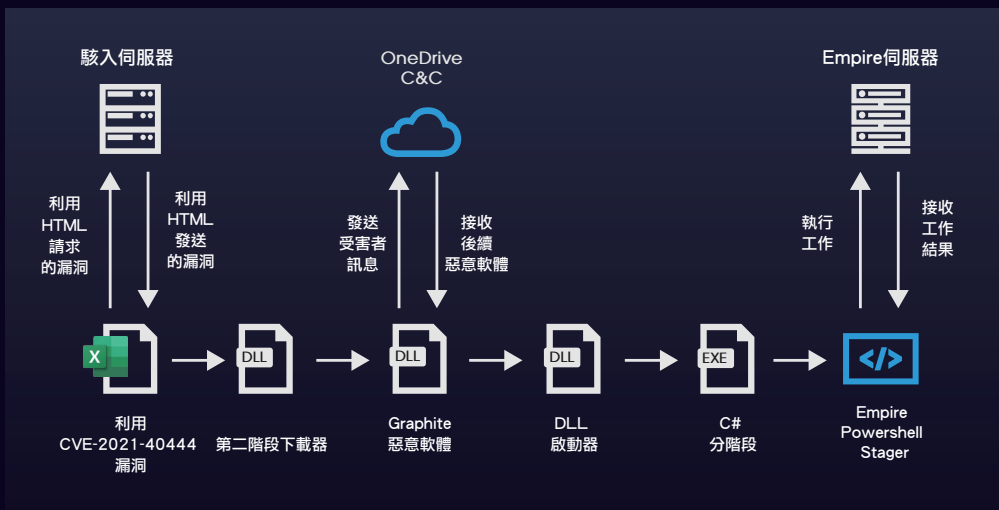 駭入伺服器
OneDrive
C&C
Empire伺服器
利用
HTML
請求
的漏洞
利用
HTML
發送
的漏洞
發送
受害者
訊息
接收
後續
惡意軟體
執行
工作
接收
工作
結果
X
DLL
DLL
DLL
EXE
</>
利用
CVE-2021-40444
漏洞
第二階段下載器
Graphite
惡意軟體
DLL
啟動器
C#
分階段
Empire
Powershell
Stager